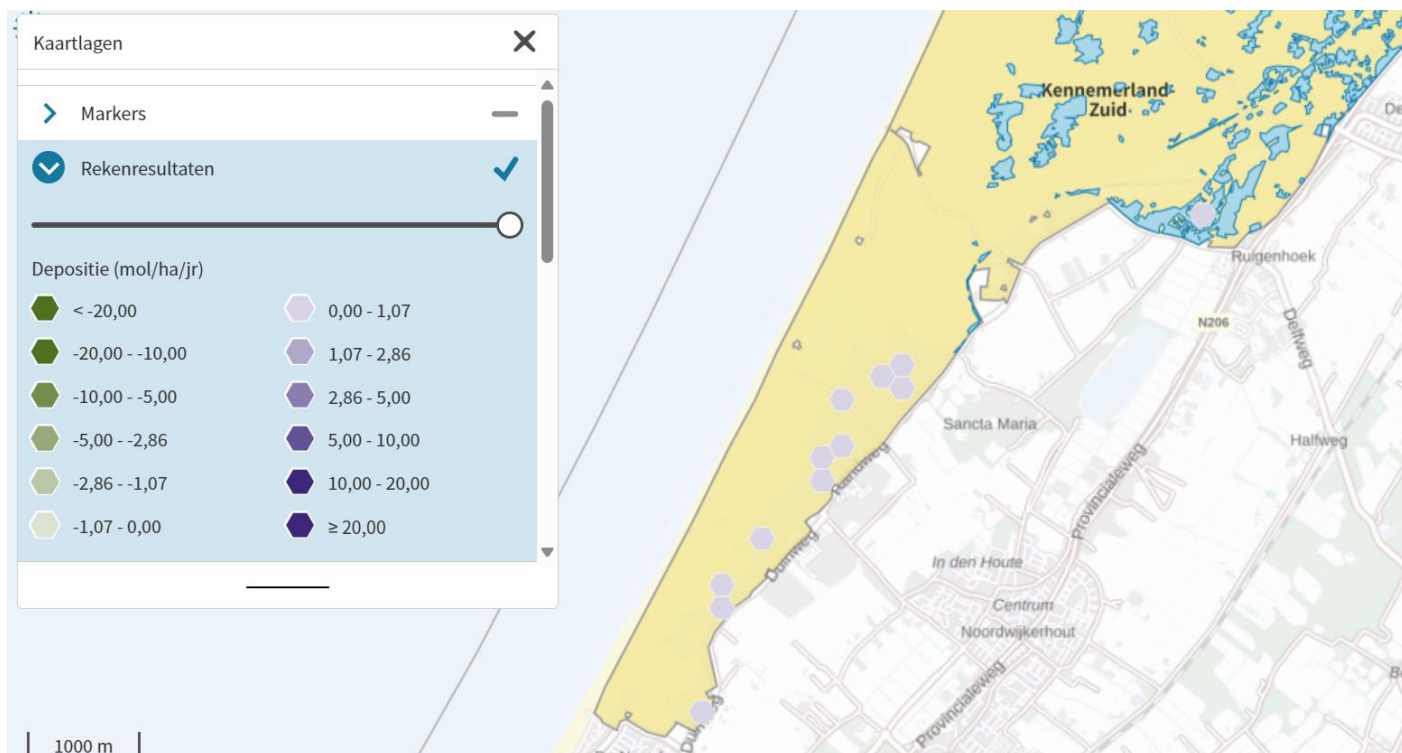 Kaartlagen
Markers
Rekenresultaten
Depositie (mol/ha/jr)
< -20,00
-20,00 - -10,00
-10,00 - -5,00
-5,00 - -2,86
-2,86 - -1,07
-1,07 - 0,00
0,00 - 1,07
1,07 - 2,86
2,86 - 5,00
5,00 - 10,00
10,00 - 20,00
≥ 20,00
1000 m
Kennemerland-
Zuid
Ruigenhoek
N206
Delfweg
Sancta Maria
Halfweg
Randweg
Provincialeweg
Duinweg
In den Houte
Centrum
Noordwijkerhout
Provincialeweg